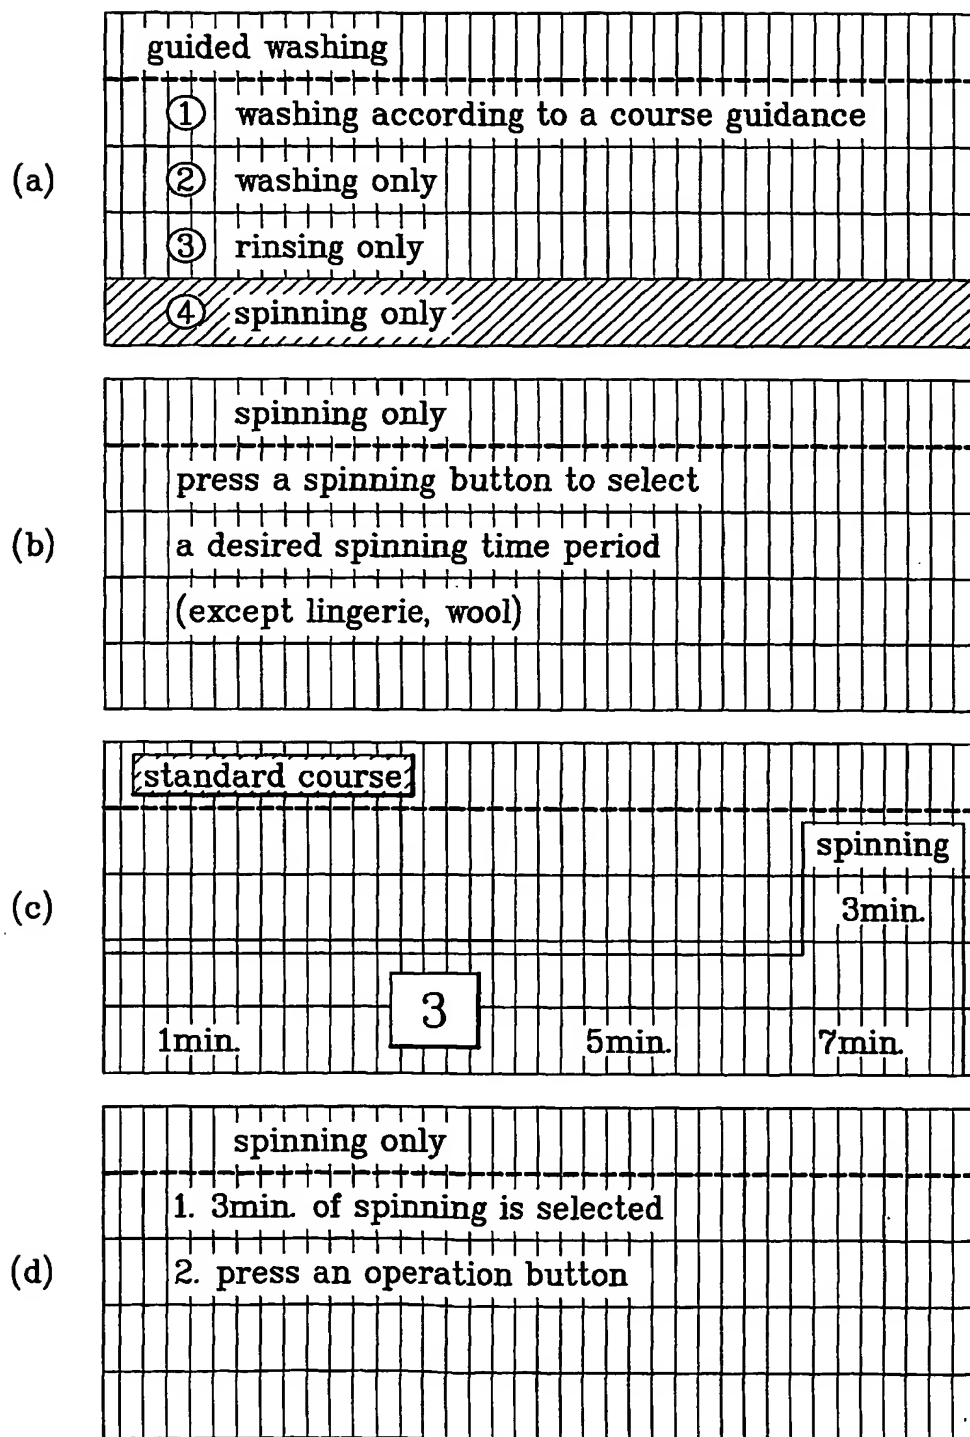 (a)
guided washing
① washing according to a course guidance
② washing only
③ rinsing only
④ spinning only
(b)
spinning only
press a spinning button to select
a desired spinning time period
(except lingerie, wool)
(c)
standard course
spinning
3min.
1min. 3 5min. 7min.
(d)
spinning only
1. 3min. of spinning is selected
2. press an operation button